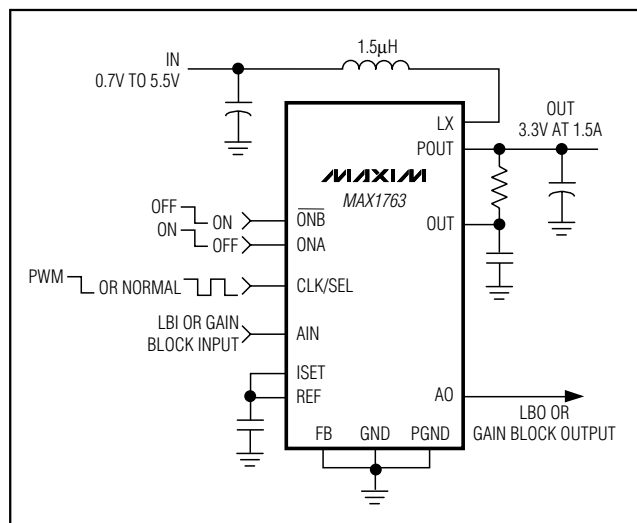 1.5µH
IN
0.7V TO 5.5V
OUT
3.3V AT 1.5A
LX
POUT
MAXIM
MAX1763
OFF
ON
ONB
OUT
ON
OFF
ONA
PWM
OR NORMAL
CLK/SEL
LBI OR GAIN
BLOCK INPUT
AIN
ISET
REF
AO
LBO OR
GAIN BLOCK OUTPUT
FB GND PGND